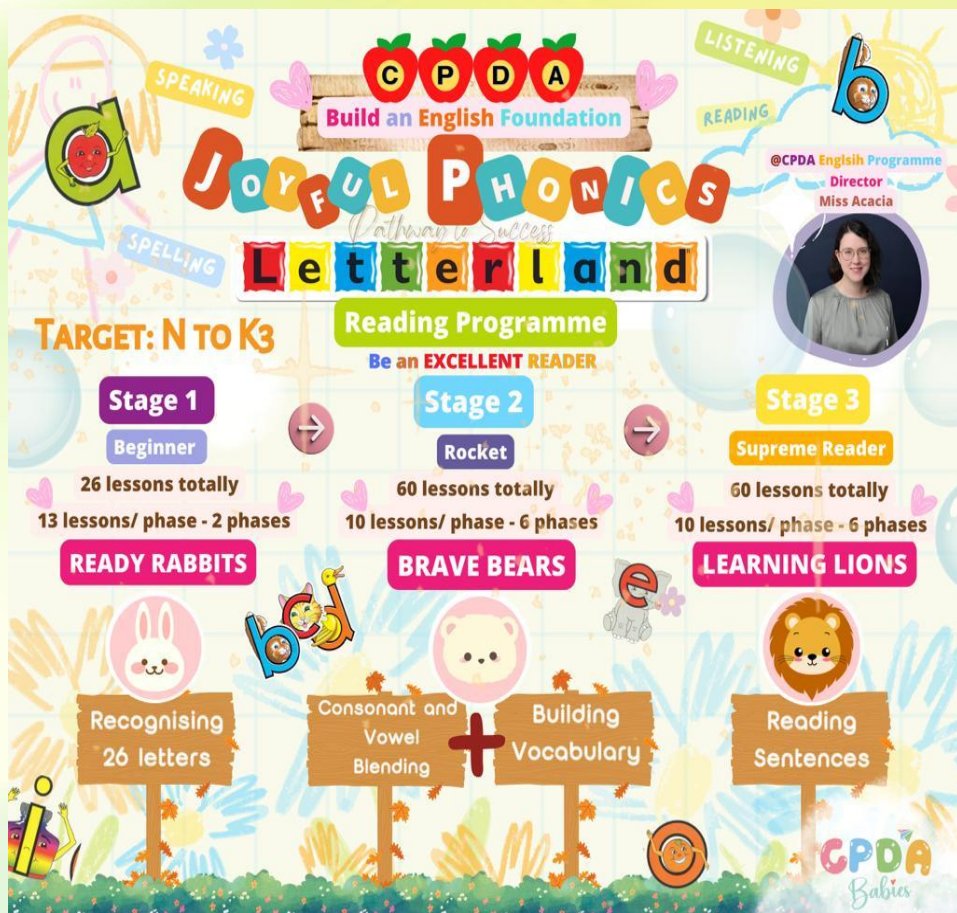 C P D A
Build an English Foundation
SPEAKING
LISTENING
READING
SPELLING
a
b
JOYFUL PHONICS
Pathway to Success
Letterland
@CPDA Englsih Programme
Director
Miss Acacia
TARGET: N TO K3
Reading Programme
Be an EXCELLENT READER
Stage 1
Beginner
26 lessons totally
13 lessons/ phase - 2 phases
READY RABBITS
Stage 2
Rocket
60 lessons totally
10 lessons/ phase - 6 phases
BRAVE BEARS
Stage 3
Supreme Reader
60 lessons totally
10 lessons/ phase - 6 phases
LEARNING LIONS
bcd
e
Recognising
26 letters
Consonant and
Vowel
Blending
+
Building
Vocabulary
Reading
Sentences
i
o
CPDA
Babies